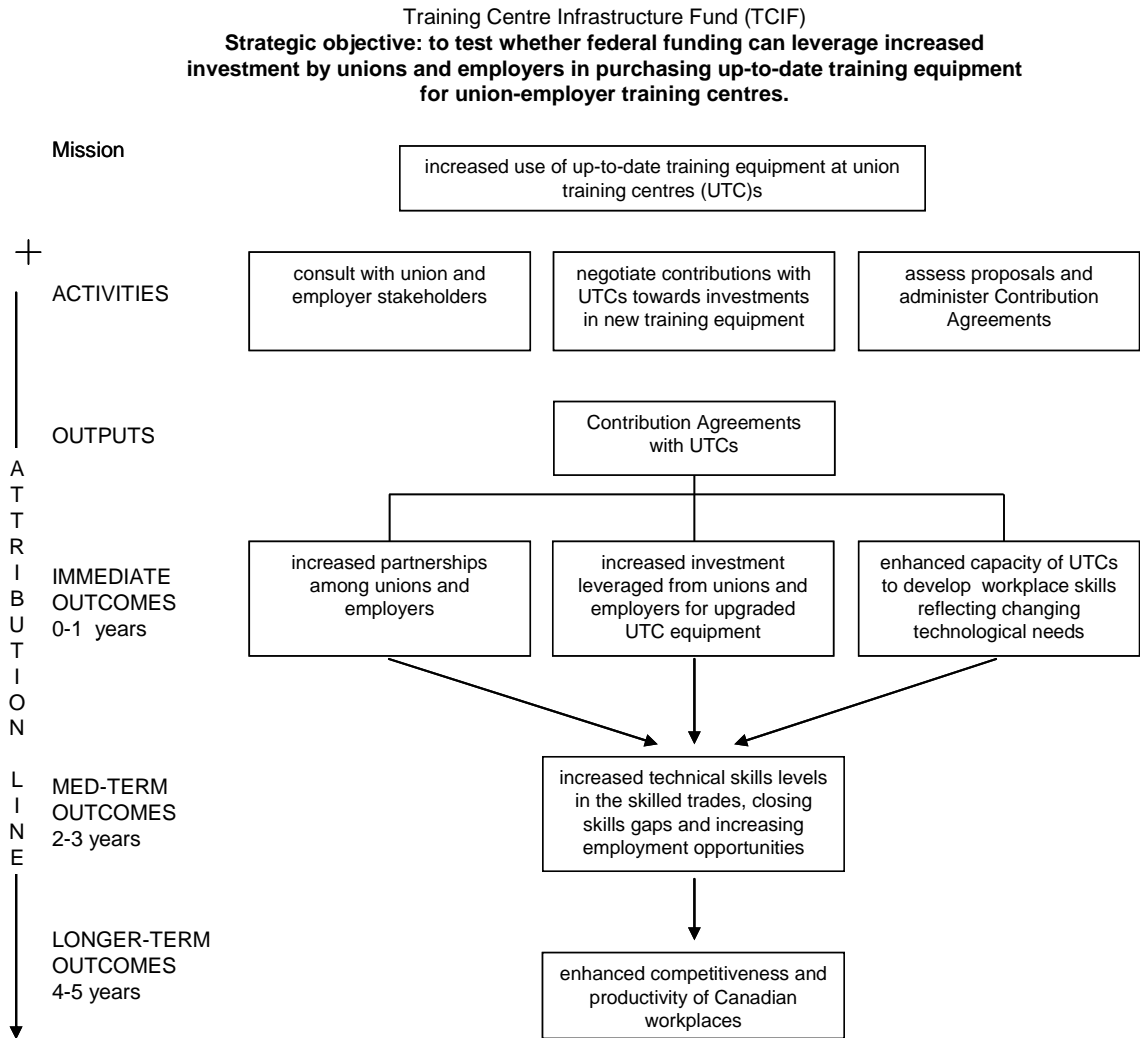 Training Centre Infrastructure Fund (TCIF)
Strategic objective: to test whether federal funding can leverage increased
investment by unions and employers in purchasing up-to-date training equipment
for union-employer training centres.
Mission
increased use of up-to-date training equipment at union
training centres (UTC)s
ACTIVITIES
consult with union and
employer stakeholders
negotiate contributions with
UTCs towards investments
in new training equipment
assess proposals and
administer Contribution
Agreements
OUTPUTS
Contribution Agreements
with UTCs
ATTRIBUTION LINE
IMMEDIATE
OUTCOMES
0-1 years
increased partnerships
among unions and
employers
increased investment
leveraged from unions and
employers for upgraded
UTC equipment
enhanced capacity of UTCs
to develop workplace skills
reflecting changing
technological needs
MED-TERM
OUTCOMES
2-3 years
increased technical skills levels
in the skilled trades, closing
skills gaps and increasing
employment opportunities
LONGER-TERM
OUTCOMES
4-5 years
enhanced competitiveness and
productivity of Canadian
workplaces